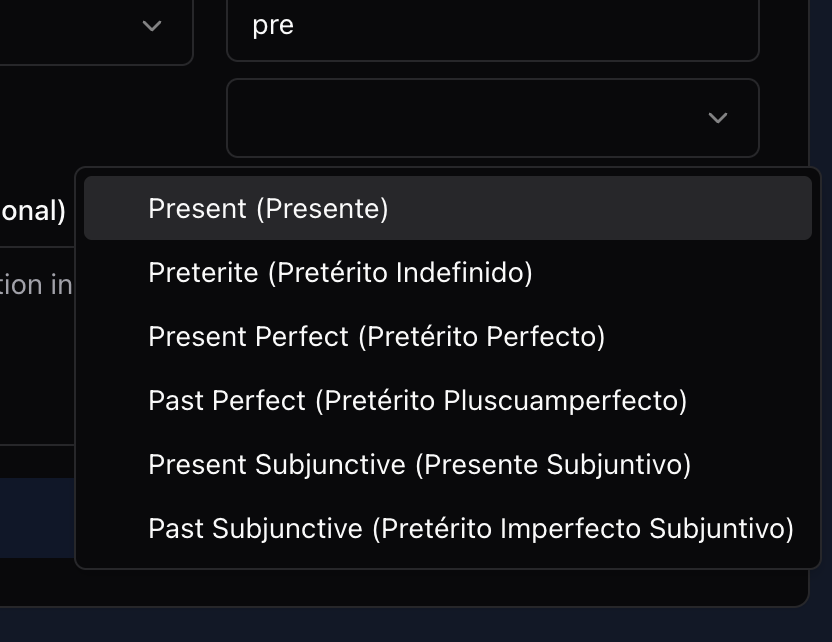 pre
Present (Presente)
onal)
Preterite (Pretérito Indefinido)
tion in
Present Perfect (Pretérito Perfecto)
Past Perfect (Pretérito Pluscuamperfecto)
Present Subjunctive (Presente Subjuntivo)
Past Subjunctive (Pretérito Imperfecto Subjuntivo)